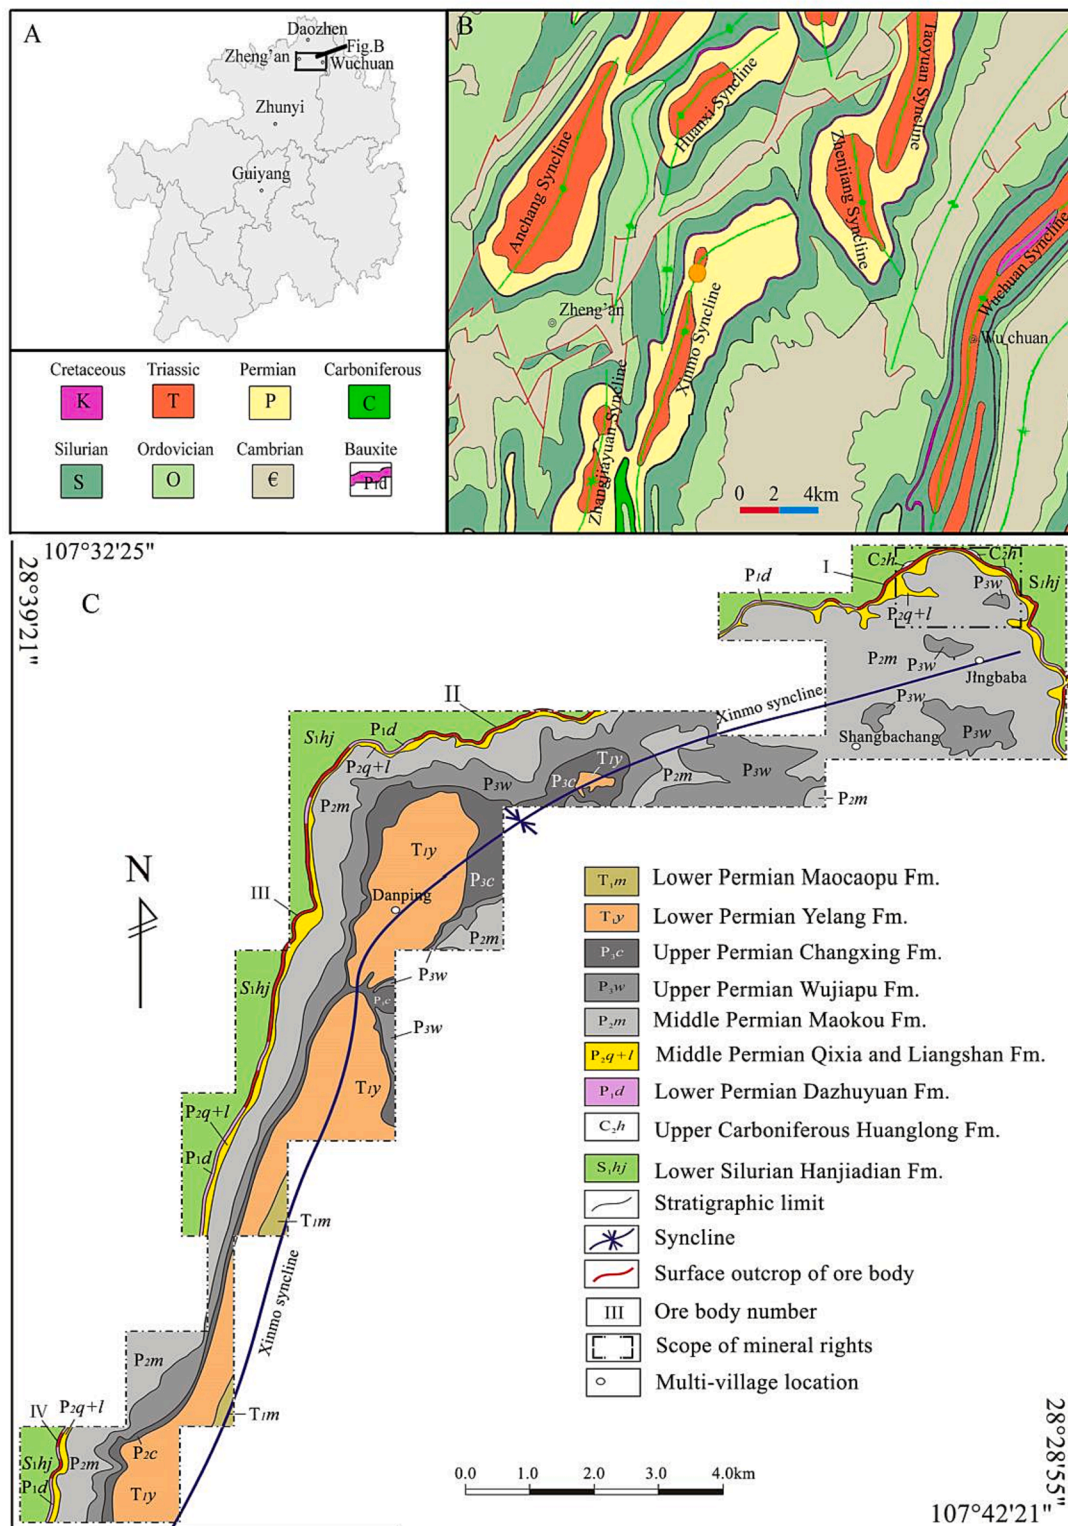 A
Daozhen
Fig.B
Zheng'an
Wuchuan
Zhunyi
Guiyang
Cretaceous Triassic Permian Carboniferous
K T P C
Silurian Ordovician Cambrian Bauxite
S O € P1d
B
Anchang Syncline
Huanxi Syncline
Taoyuan Syncline
Zhenjiang Syncline
Wuchuan Syncline
Zheng'an
Xinmo Syncline
Wu chuan
Zhangjiayuan Syncline
0 2 4km
107°32'25"
28°39'21"
C
I
C2h
C2h
P1d
P3w
S1hj
P2q+l
P2m
P3w
Jingbaba
Xinmo syncline
P3w
Shangbachang
P3w
II
S1hj
P1d
P2q+l
T1y
P3c
P3w
P2m
P3w
P2m
P2m
T1y
P3c
Danping
III
P2m
P3w
S1hj
P3c
P3w
T1y
P2q+l
P1d
T1m
Xinmo syncline
P2m
T1m
IV
P2q+l
P2c
S1hj
P2m
P1d
T1y
N
T1m Lower Permian Maocaopu Fm.
T1y Lower Permian Yelang Fm.
P3c Upper Permian Changxing Fm.
P3w Upper Permian Wujiapu Fm.
P2m Middle Permian Maokou Fm.
P2q+l Middle Permian Qixia and Liangshan Fm.
P1d Lower Permian Dazhuyuan Fm.
C2h Upper Carboniferous Huanglong Fm.
S1hj Lower Silurian Hanjiadian Fm.
Stratigraphic limit
Syncline
Surface outcrop of ore body
III Ore body number
Scope of mineral rights
Multi-village location
0.0 1.0 2.0 3.0 4.0km
28°28'55"
107°42'21"